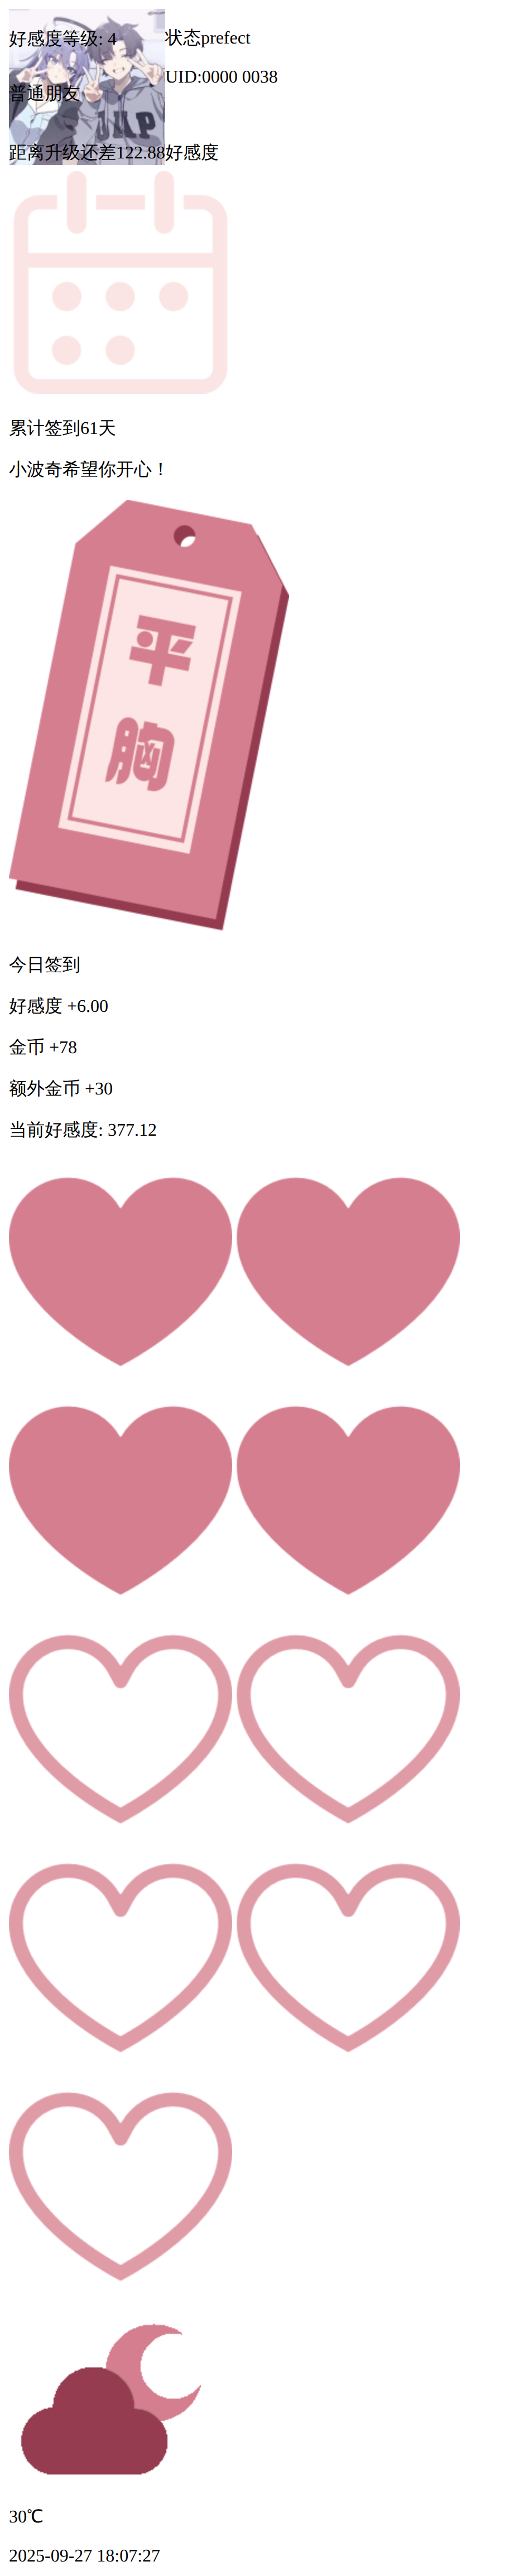 好感度等级: 4
状态prefect
UID:0000 0038
普通朋友
UKP
距离升级还差122.88好感度
累计签到61天
小波奇希望你开心！
平
胸
今日签到
好感度 +6.00
金币 +78
额外金币 +30
当前好感度: 377.12
30℃
2025-09-27 18:07:27